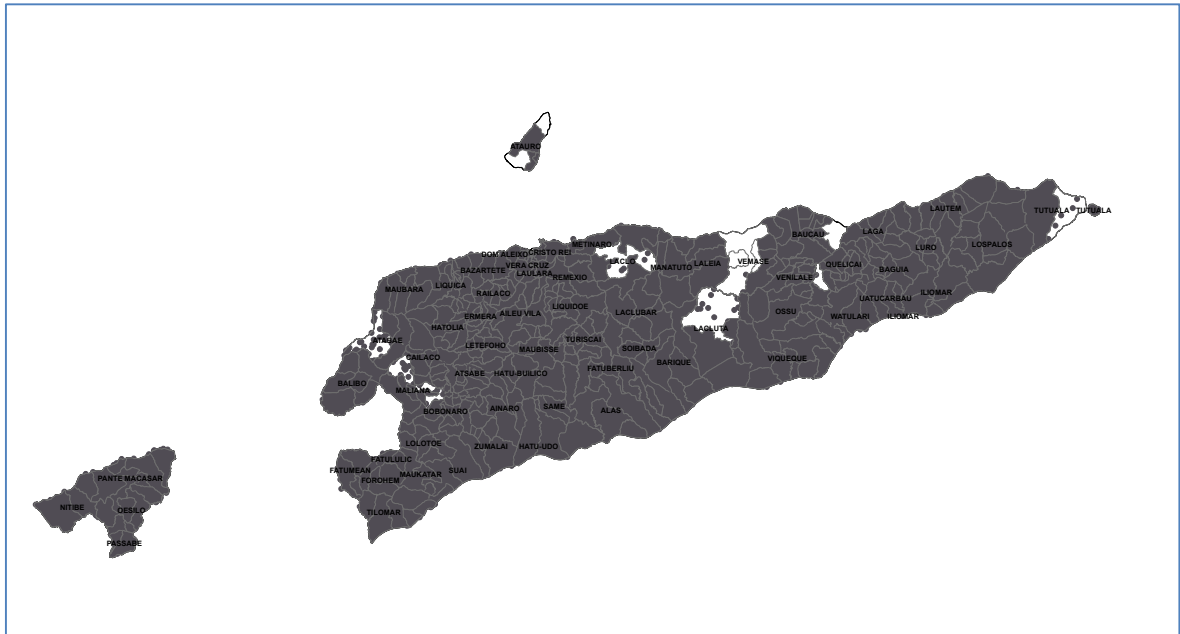 ATAURO
LAUTEM
TUTUALA TUTUALA
LAGA
BAUCAU
DOM ALEIXO CRISTO REI METINARO
LURO LOSPALOS
VERA CRUZ
LACLO
MANATUTO LALEIA VEMASE
QUELICAI
BAZARTETE
LAULARA
BAGUIA
REMEXIO
VENILALE
MAUBARA LIQUICA
RAILACO
ILIOMAR
UATUCARBAU
LIQUIDOE
LACLUBAR
OSSU
ERMERA AILEU VILA
WATULARI ILIOMAR
HATOLIA
LACLUTA
ATABAE
LETEFOHO MAUBISSE
TURISCAI
SOIBADA
CAILACO
VIQUEQUE
BARIQUE
FATUBERLIU
ATSABE HATU-BUILICO
BALIBO
MALIANA
BOBONARO AINARO SAME ALAS
LOLOTOE ZUMALAI HATU-UDO
FATULULIC
FATUMEAN MAUKATAR SUAI
FOROHEM
PANTE MACASAR
NITIBE OESILO
TILOMAR
PASSABE